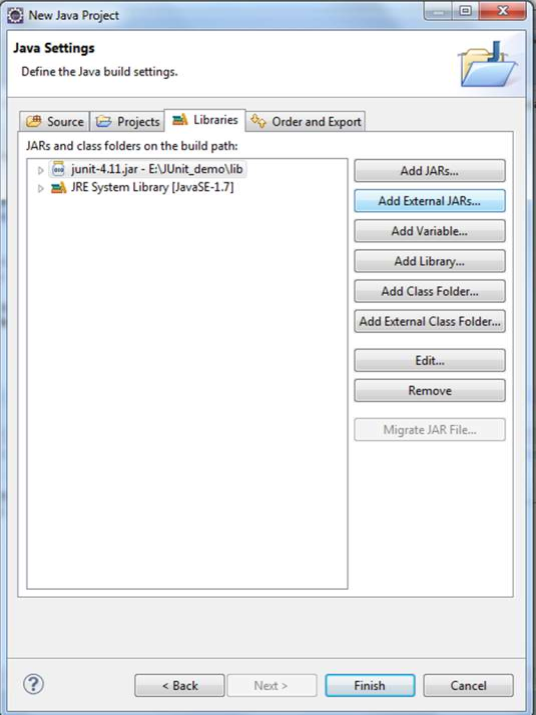 New Java Project
Java Settings
Define the Java build settings.
Source Projects Libraries Order and Export
JARs and class folders on the build path:
junit-4.11.jar - E:\JUnit_demo\lib
JRE System Library [JavaSE-1.7]
Add JARs...
Add External JARs...
Add Variable...
Add Library...
Add Class Folder...
Add External Class Folder...
Edit...
Remove
Migrate JAR File...
? < Back Next > Finish Cancel